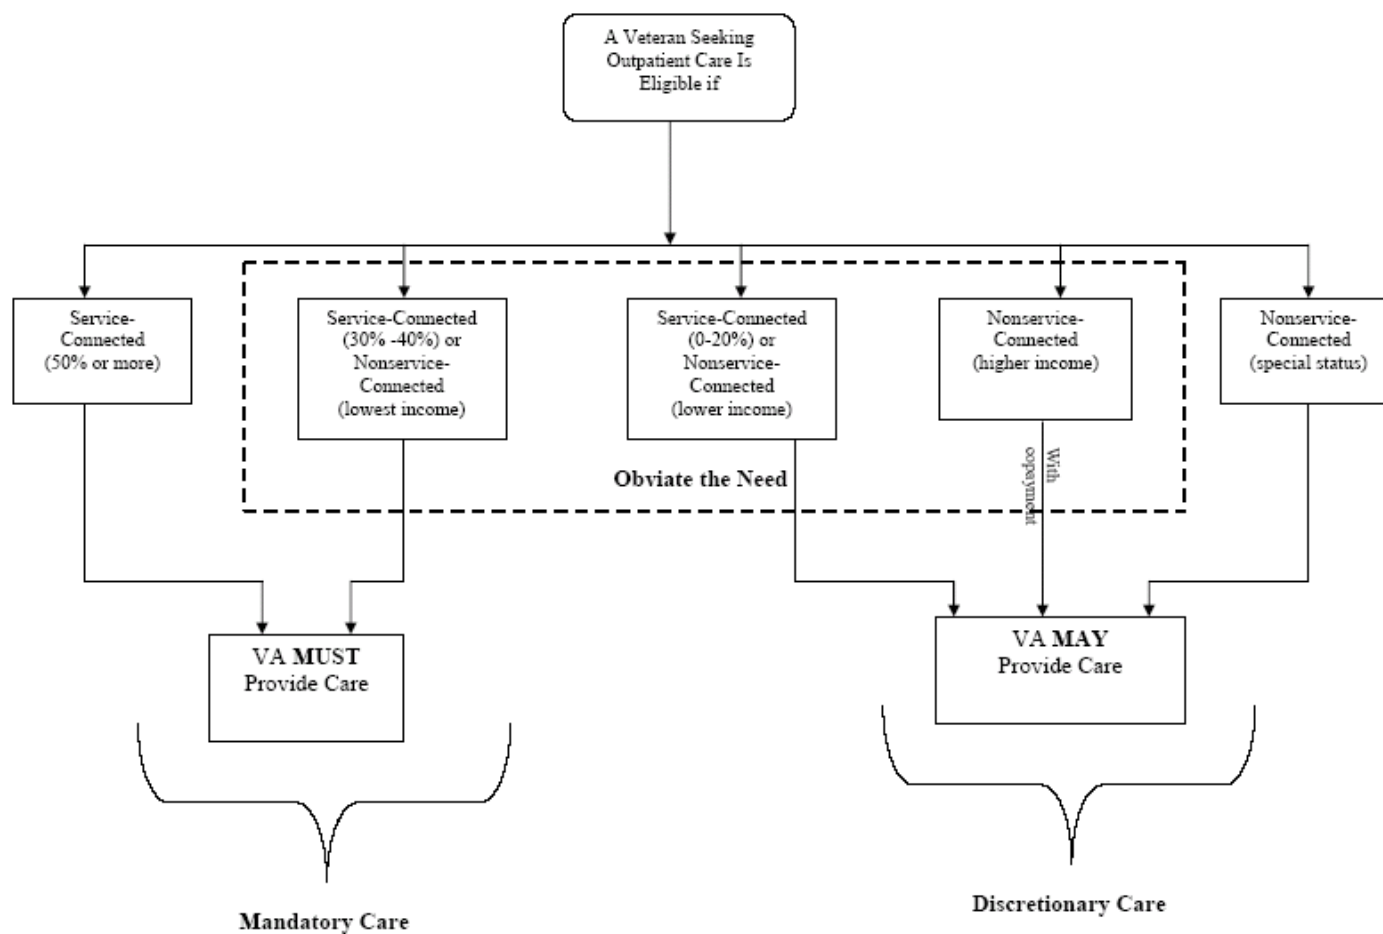 A Veteran Seeking
Outpatient Care Is
Eligible if
Service-
Connected
(50% or more)
Service-Connected
(30% -40%) or
Nonservice-
Connected
(lowest income)
Service-Connected
(0-20%) or
Nonservice-
Connected
(lower income)
Nonservice-
Connected
(higher income)
Nonservice-
Connected
(special status)
Obviate the Need
With
copayment
VA MUST
Provide Care
VA MAY
Provide Care
Mandatory Care
Discretionary Care